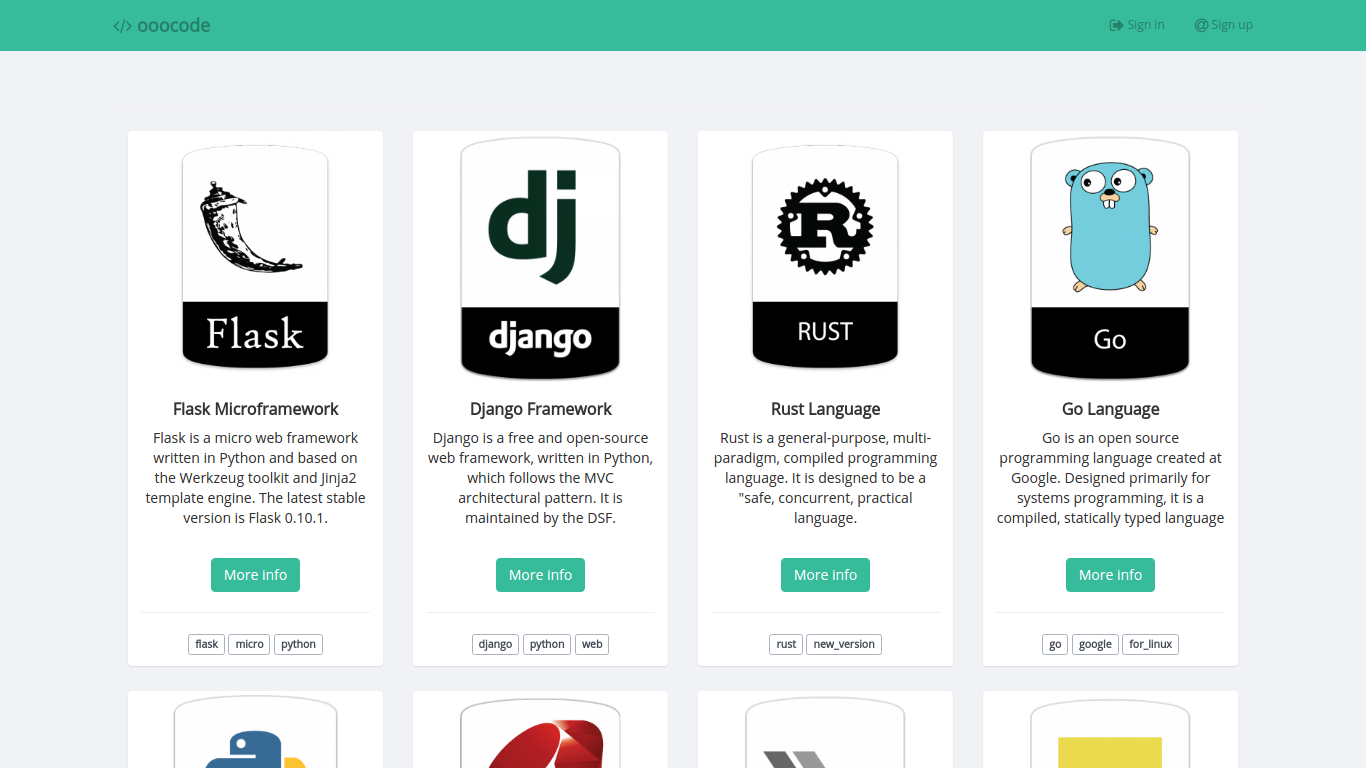 ooocode
Sign in
Sign up
Flask
Flask Microframework
Flask is a micro web framework
written in Python and based on
the Werkzeug toolkit and Jinja2
template engine. The latest stable
version is Flask 0.10.1.
More info
flask
micro
python
dj
django
Django Framework
Django is a free and open-source
web framework, written in Python,
which follows the MVC
architectural pattern. It is
maintained by the DSF.
More info
django
python
web
R
RUST
Rust Language
Rust is a general-purpose, multi-
paradigm, compiled programming
language. It is designed to be a
"safe, concurrent, practical
language.
More info
rust
new_version
Go
Go Language
Go is an open source
programming language created at
Google. Designed primarily for
systems programming, it is a
compiled, statically typed language
More info
go
google
for_linux